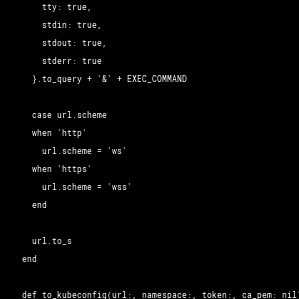 tty: true,
stdin: true,
stdout: true,
stderr: true
}.to_query + '&' + EXEC_COMMAND
case url.scheme
when 'http'
url.scheme = 'ws'
when 'https'
url.scheme = 'wss'
end
url.to_s
end
def to_kubeconfig(url:, namespace:, token:, ca_pem: nil